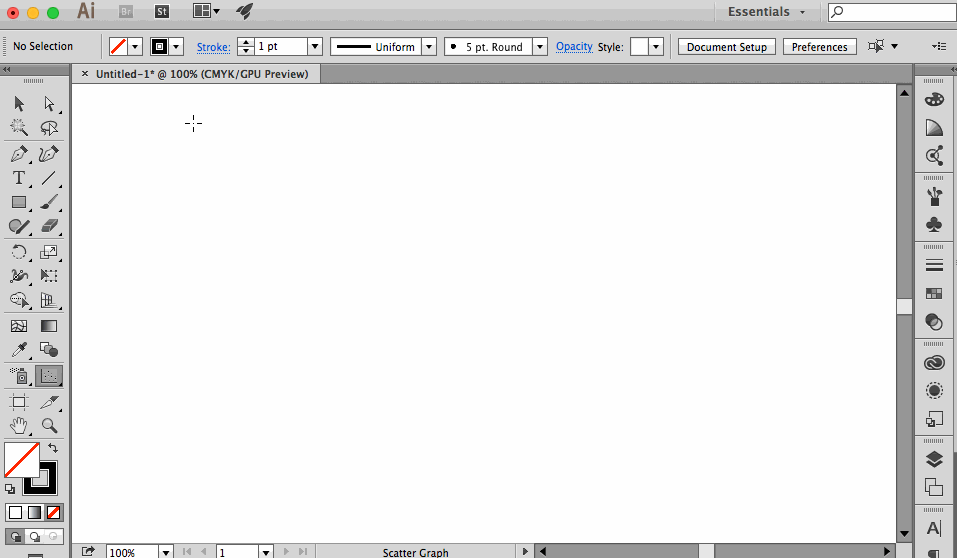 Ai Br St Essentials
No Selection Stroke: 1 pt Uniform 5 pt. Round Opacity Style: Document Setup Preferences
× Untitled-1* @ 100% (CMYK/GPU Preview)
T
A
100% 1 Scatter Graph